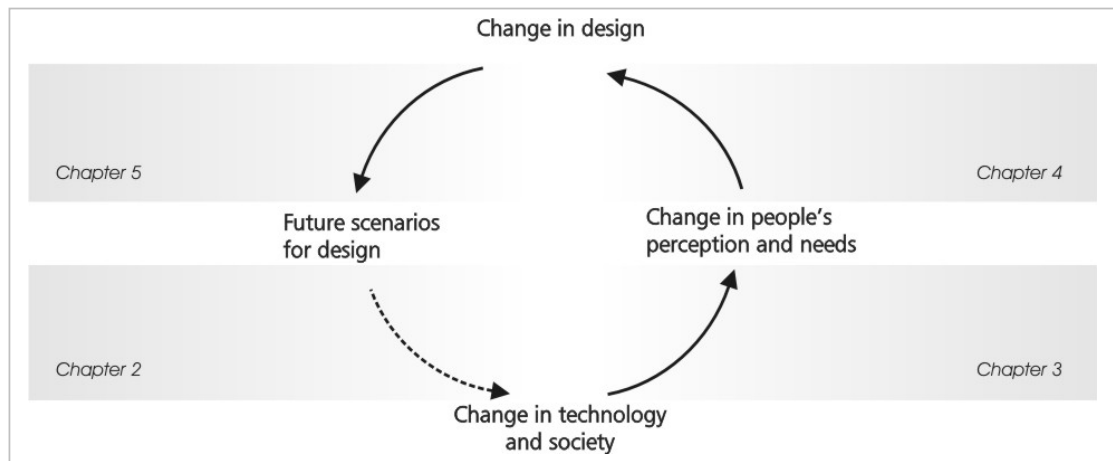 Change in design
Chapter 5
Chapter 4
Future scenarios
for design
Change in people's
perception and needs
Chapter 2
Chapter 3
Change in technology
and society